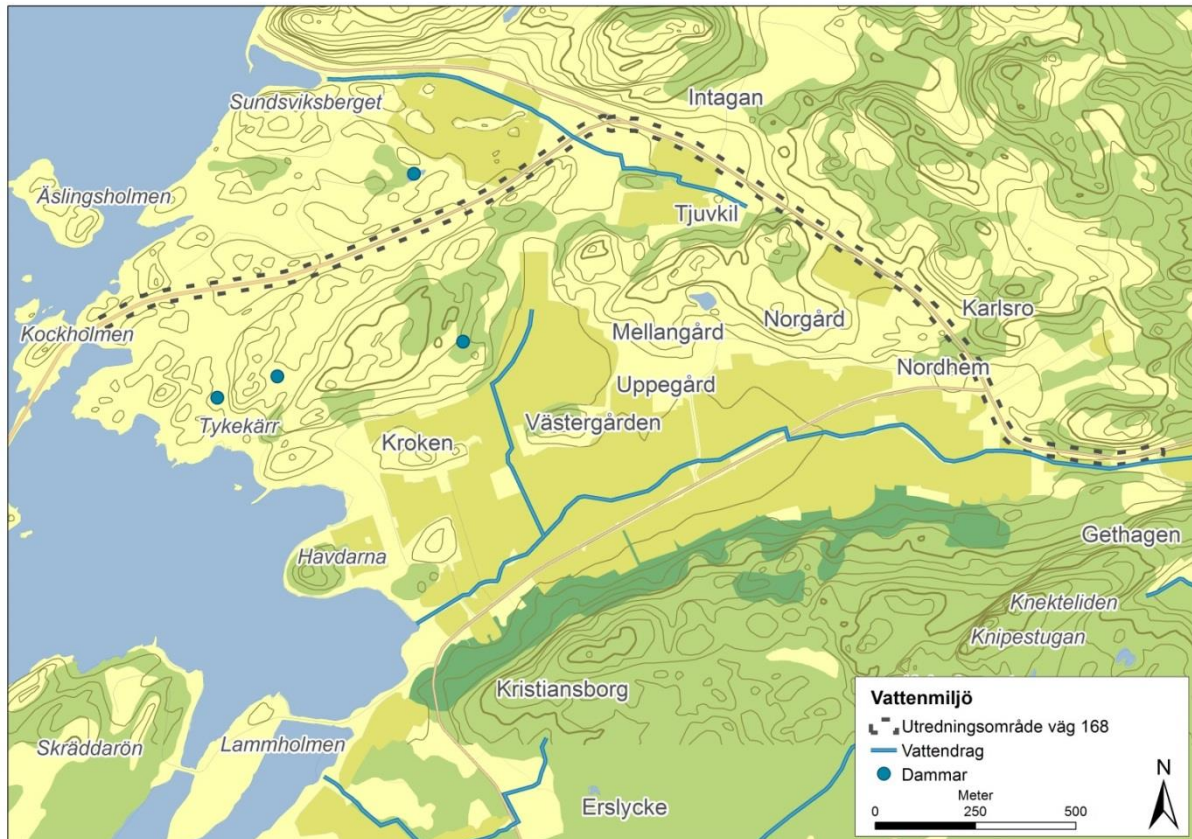 Intagan
Sundsviksberget
Äslingsholmen
Tjuvkil
Karlsro
Norgård
Mellangård
Kockholmen
Nordhem
Uppegård
Västergården
Tykekärr
Kroken
Gethagen
Havdarna
Knekteliden
Knipestugan
Kristiansborg
Skräddarön
Lammholmen
Erslycke
Vattenmiljö
Utredningsområde väg 168
Vattendrag
Dammar
Meter
0 250 500
N